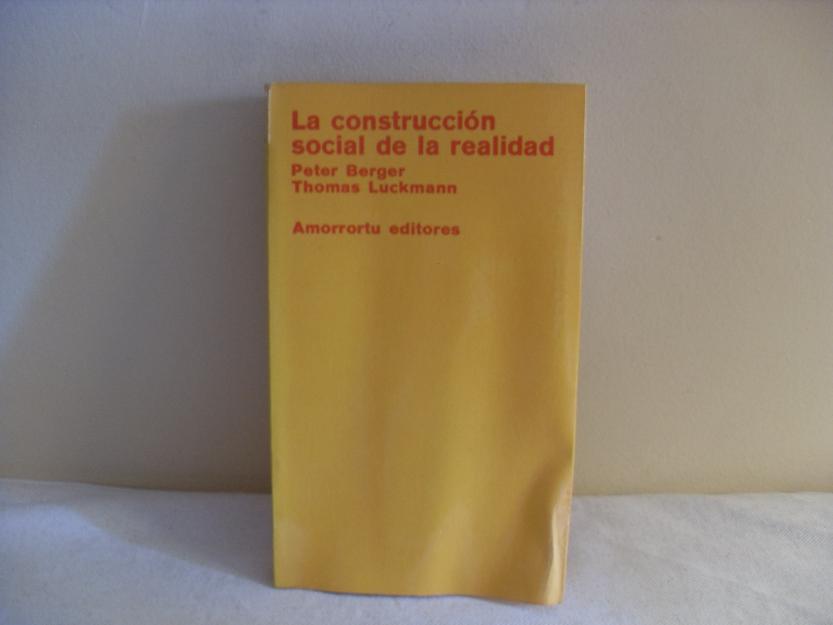 La construcción
social de la realidad
Peter Berger
Thomas Luckmann
Amorrortu editores